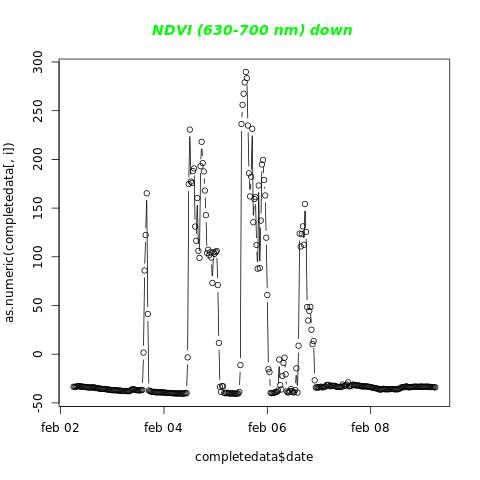 NDVI (630-700 nm) down
as.numeric(completedata[, i])
300
250
200
150
100
50
0
-50
feb 02
feb 04
feb 06
feb 08
completedata$date